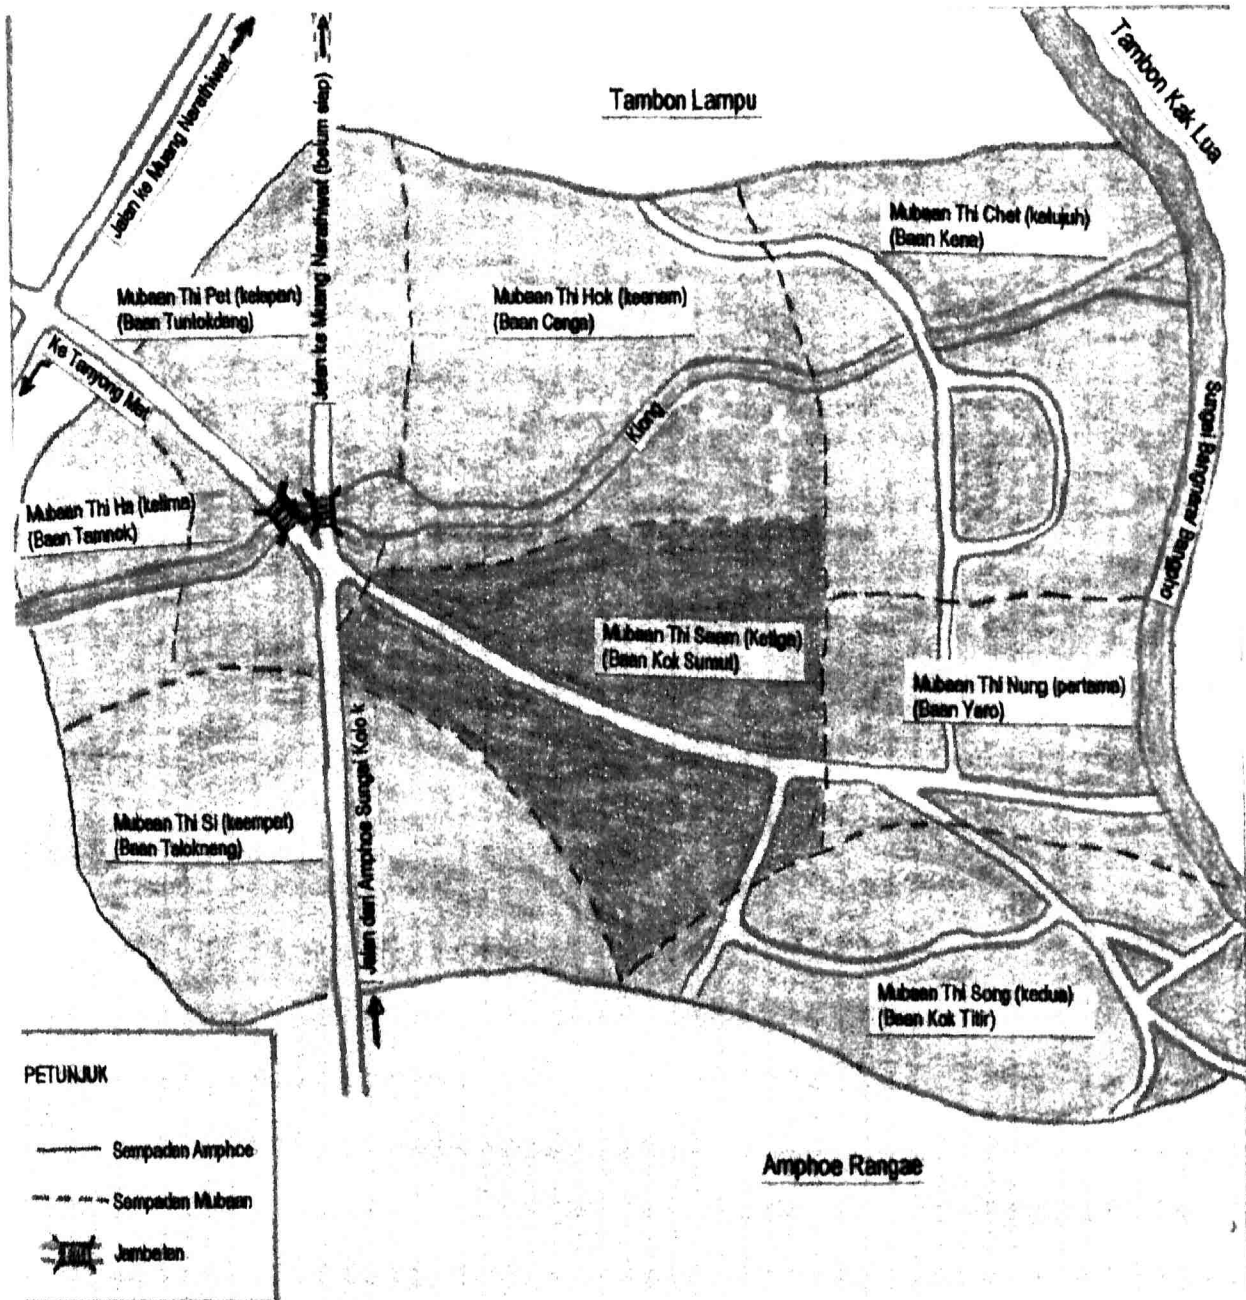 Tambon Lampu
Tambon Kak Lua
Jalan ke Muang Narathiwat
Jalan ke Muang Narathiwat (belum siap)
Mubaan Thi Chet (ketujuh)
(Baan Kene)
Mubaan Thi Pet (kelapan)
(Baan Tuntokdang)
Mubaan Thi Hok (keenam)
(Baan Cenga)
Ke Tanyong Mat
Klong
Sungai Bangnara/ Bangpho
Mubaan Thi Ha (kelima)
(Baan Tamnok)
Mubaan Thi Saam (Ketiga)
(Baan Kok Sumut)
Mubaan Thi Nung (pertama)
(Baan Yaro)
Mubaan Thi Si (keempat)
(Baan Taloknang)
Jalan dari Amphoe Sungai Kolok
Mubaan Thi Song (kedua)
(Baan Kok Titir)
PETUNJUK
Sempadan Amphoe
Sempadan Mubaan
Jambatan
Amphoe Rangae